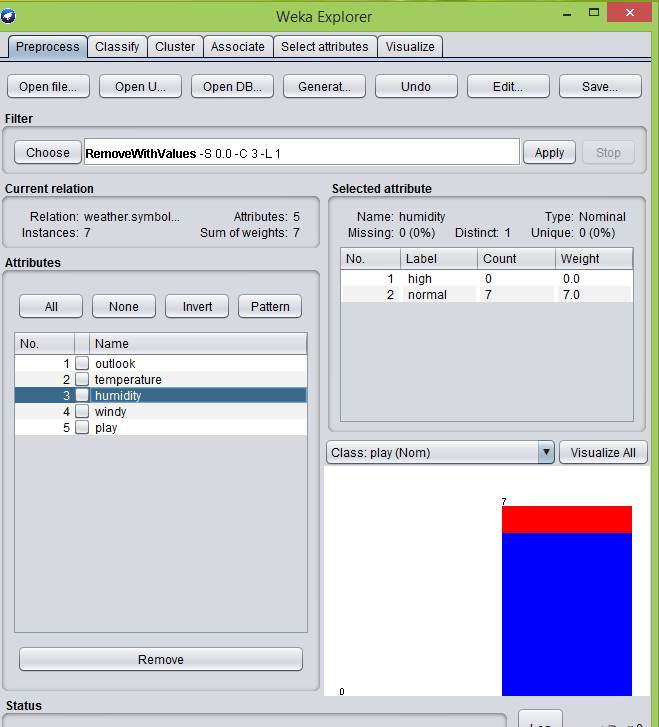 Weka Explorer
Preprocess Classify Cluster Associate Select attributes Visualize
Open file... Open U... Open DB... Generat... Undo Edit... Save...
Filter
Choose RemoveWithValues -S 0.0 -C 3 -L 1 Apply Stop
Current relation
Relation: weather.symbol... Attributes: 5
Instances: 7 Sum of weights: 7
Attributes
All None Invert Pattern
No. Name
1 outlook
2 temperature
3 humidity
4 windy
5 play
Remove
Selected attribute
Name: humidity Type: Nominal
Missing: 0 (0%) Distinct: 1 Unique: 0 (0%)
No. Label Count Weight
1 high 0 0.0
2 normal 7 7.0
Class: play (Nom) Visualize All
7
0
Status